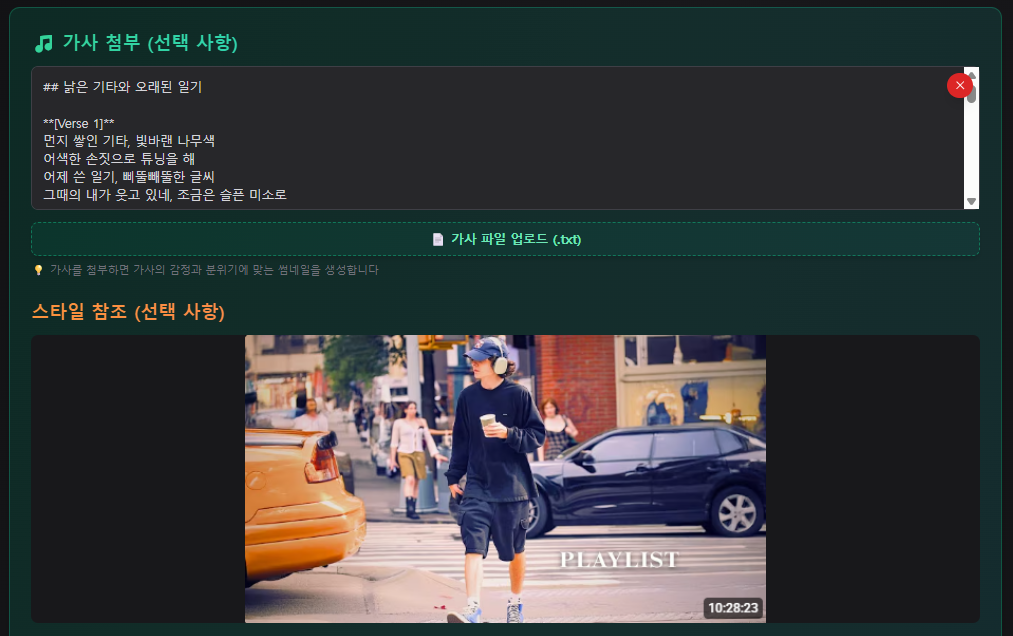 가사 첨부 (선택 사항)
## 낡은 기타와 오래된 일기
**[Verse 1]**
먼지 쌓인 기타, 빛바랜 나무색
어색한 손짓으로 튜닝을 해
어제 쓴 일기, 삐뚤빼뚤한 글씨
그때의 내가 웃고 있네, 조금은 슬픈 미소로
가사 파일 업로드 (.txt)
가사를 첨부하면 가사의 감정과 분위기에 맞는 썸네일을 생성합니다
스타일 참조 (선택 사항)
PLAYLIST
10:28:23